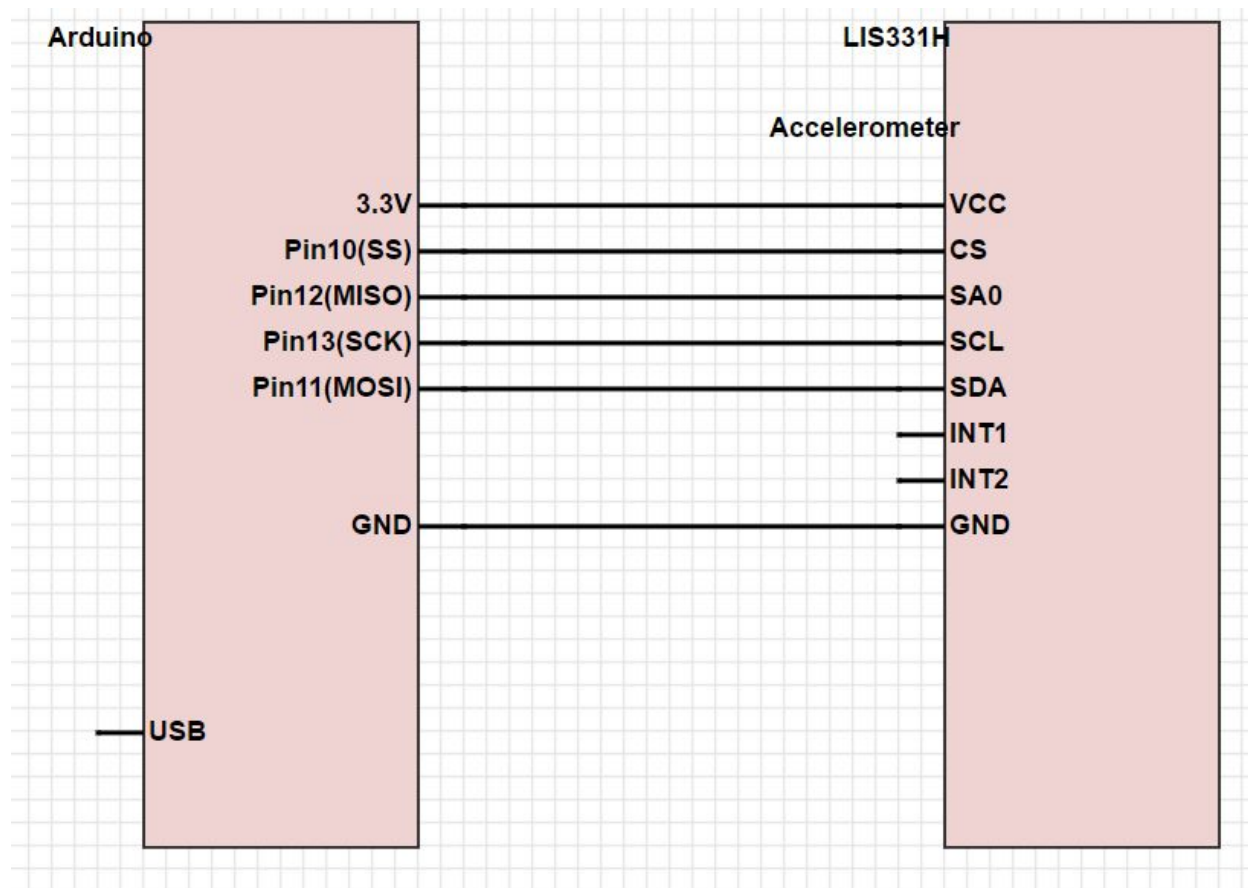 Arduino
LIS331H
Accelerometer
3.3V
VCC
Pin10(SS)
CS
Pin12(MISO)
SA0
Pin13(SCK)
SCL
Pin11(MOSI)
SDA
INT1
INT2
GND
GND
USB